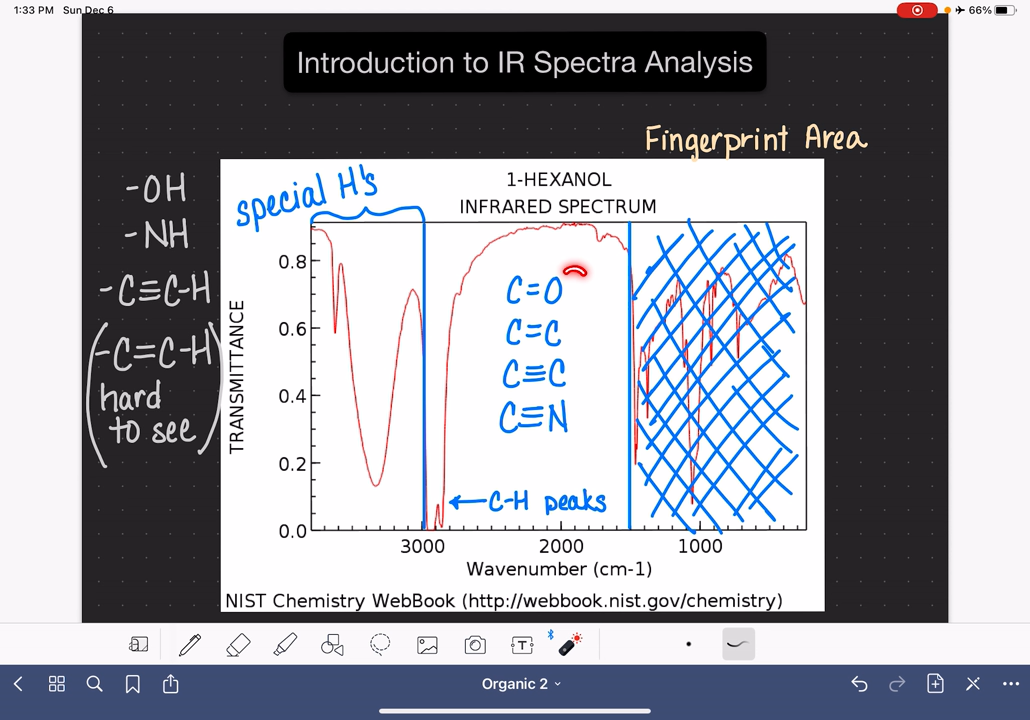 1:33 PM Sun Dec 6
66%
Introduction to IR Spectra Analysis
Fingerprint Area
-OH
-NH
-C≡C-H
(-C=C-H
hard
to see)
special H's
1-HEXANOL
INFRARED SPECTRUM
TRANSMITTANCE
0.8
0.6
0.4
0.2
0.0
C=O
C=C
C≡C
C≡N
←C-H peaks
3000 2000 1000
Wavenumber (cm-1)
NIST Chemistry WebBook (http://webbook.nist.gov/chemistry)
T
Organic 2